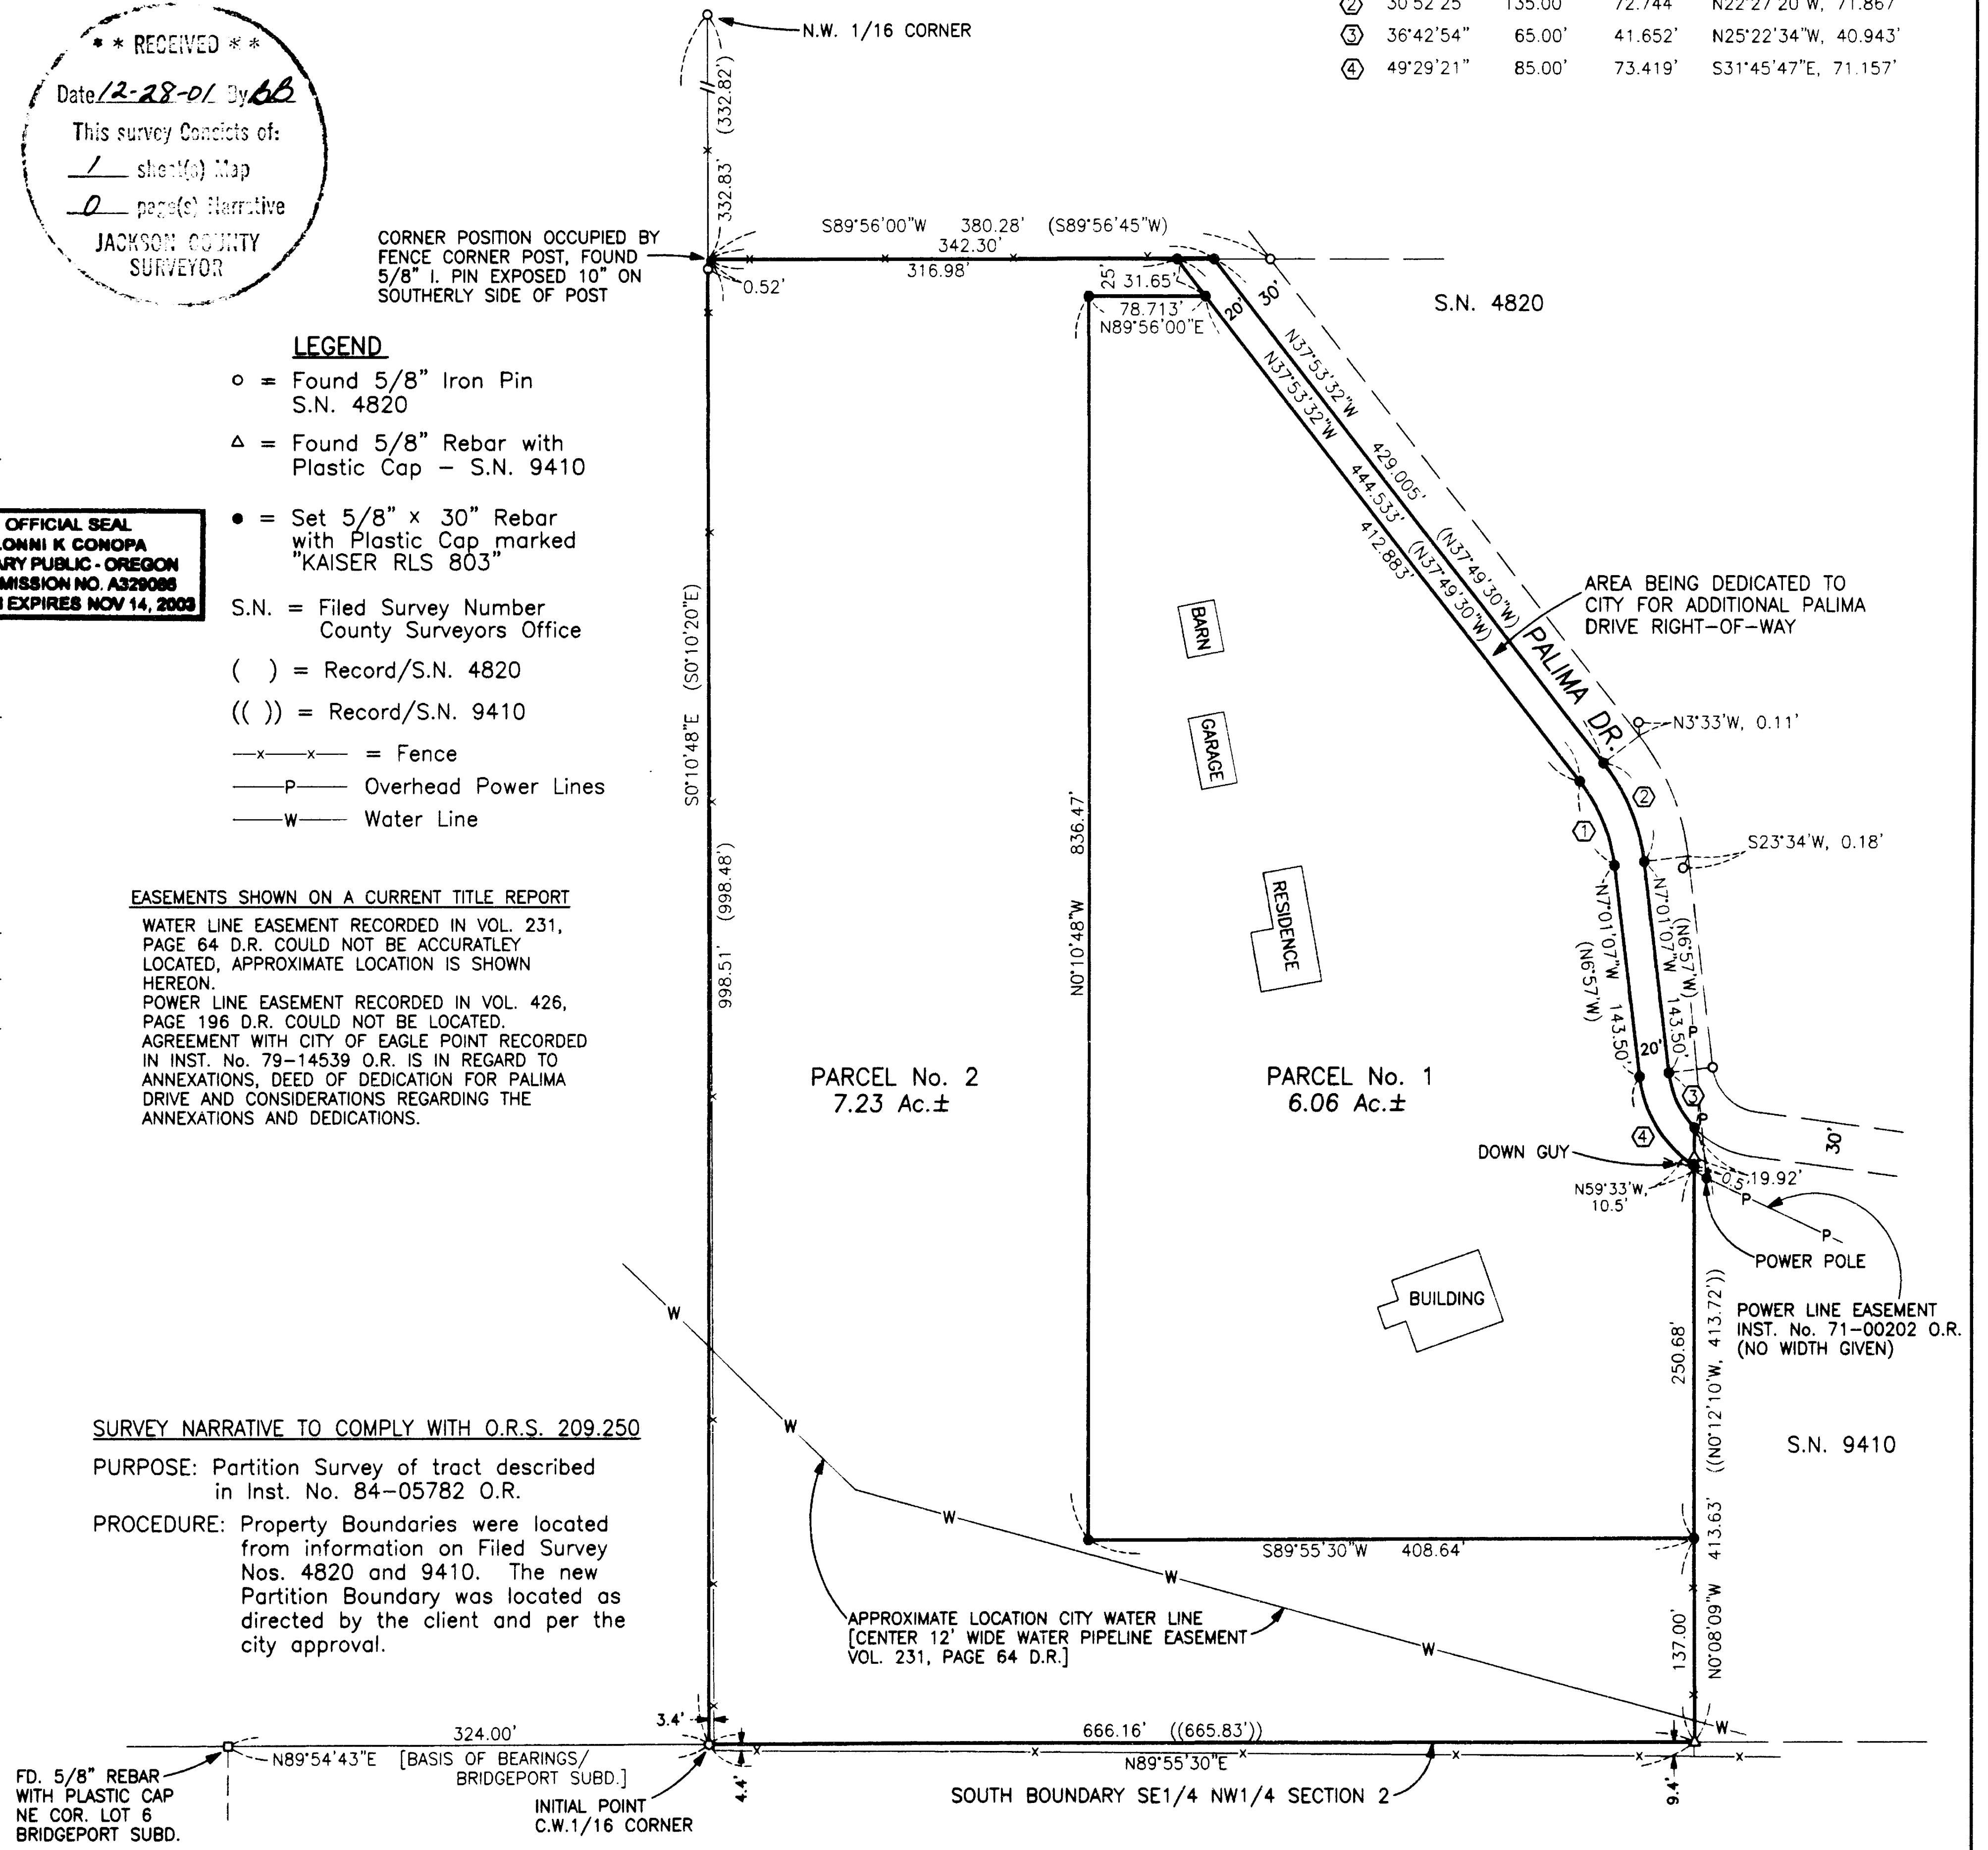 * * RECEIVED * *
Date 12-28-01 By BB
This survey Consists of:
1 sheet(s) Map
0 page(s) Narrative
JACKSON COUNTY
SURVEYOR
N.W. 1/16 CORNER
② 30°52'25" 135.00' 72.744' N22°27'20"W, 71.867'
③ 36°42'54" 65.00' 41.652' N25°22'34"W, 40.943'
④ 49°29'21" 85.00' 73.419' S31°45'47"E, 71.157'
332.83' (332.82')
CORNER POSITION OCCUPIED BY
FENCE CORNER POST, FOUND
5/8" I. PIN EXPOSED 10" ON
SOUTHERLY SIDE OF POST
S89°56'00"W 380.28' (S89°56'45"W)
342.30'
316.98'
0.52'
25'
31.65'
78.713'
N89°56'00"E
20'
30'
S.N. 4820
LEGEND
o = Found 5/8" Iron Pin
S.N. 4820
△ = Found 5/8" Rebar with
Plastic Cap – S.N. 9410
● = Set 5/8" x 30" Rebar
with Plastic Cap marked
"KAISER RLS 803"
S.N. = Filed Survey Number
County Surveyors Office
( ) = Record/S.N. 4820
(( )) = Record/S.N. 9410
—x——x— = Fence
——P—— Overhead Power Lines
——W—— Water Line
OFFICIAL SEAL
LONNI K CONOPA
ARY PUBLIC - OREGON
MISSION NO. A329086
EXPIRES NOV 14, 2003
N37°53'32"W 429.005' (N37°49'30"W)
N37°53'32"W 444.533' (N37°49'30"W)
412.883'
PALIMA DR.
AREA BEING DEDICATED TO
CITY FOR ADDITIONAL PALIMA
DRIVE RIGHT–OF–WAY
BARN
GARAGE
RESIDENCE
N3°33'W, 0.11'
S23°34'W, 0.18'
①
②
S0°10'48"E (S0°10'20"E)
998.51' (998.48')
N0°10'48"W 836.47'
N7°01'07"W 143.50'
(N6°57'W)
N7°01'07"W 143.50'
(N6°57'W)
20'
P
③
④
P
30'
EASEMENTS SHOWN ON A CURRENT TITLE REPORT
WATER LINE EASEMENT RECORDED IN VOL. 231,
PAGE 64 D.R. COULD NOT BE ACCURATLEY
LOCATED, APPROXIMATE LOCATION IS SHOWN
HEREON.
POWER LINE EASEMENT RECORDED IN VOL. 426,
PAGE 196 D.R. COULD NOT BE LOCATED.
AGREEMENT WITH CITY OF EAGLE POINT RECORDED
IN INST. No. 79–14539 O.R. IS IN REGARD TO
ANNEXATIONS, DEED OF DEDICATION FOR PALIMA
DRIVE AND CONSIDERATIONS REGARDING THE
ANNEXATIONS AND DEDICATIONS.
PARCEL No. 2
7.23 Ac.±
PARCEL No. 1
6.06 Ac.±
DOWN GUY
N59°33'W,
10.5'
0.5'
19.92'
P
P
POWER POLE
POWER LINE EASEMENT
INST. No. 71–00202 O.R.
(NO WIDTH GIVEN)
BUILDING
250.68'
N0°08'09"W 413.63' ((N0°12'10"W, 413.72'))
137.00'
S.N. 9410
S89°55'30"W 408.64'
W
W
W
W
W
W
SURVEY NARRATIVE TO COMPLY WITH O.R.S. 209.250
PURPOSE: Partition Survey of tract described
in Inst. No. 84–05782 O.R.
PROCEDURE: Property Boundaries were located
from information on Filed Survey
Nos. 4820 and 9410. The new
Partition Boundary was located as
directed by the client and per the
city approval.
APPROXIMATE LOCATION CITY WATER LINE
[CENTER 12' WIDE WATER PIPELINE EASEMENT
VOL. 231, PAGE 64 D.R.]
324.00'
N89°54'43"E [BASIS OF BEARINGS/
BRIDGEPORT SUBD.]
3.4'
4.4'
666.16' ((665.83'))
N89°55'30"E
9.4'
SOUTH BOUNDARY SE1/4 NW1/4 SECTION 2
FD. 5/8" REBAR
WITH PLASTIC CAP
NE COR. LOT 6
BRIDGEPORT SUBD.
INITIAL POINT
C.W.1/16 CORNER